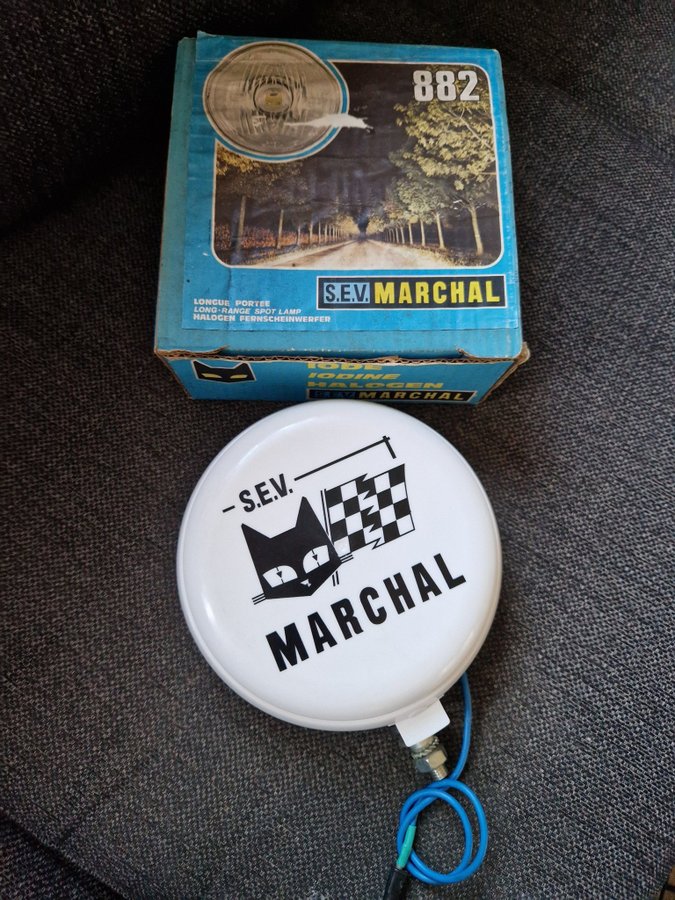 882
S.E.V. MARCHAL
LONGUE PORTEE
LONG-RANGE SPOT LAMP
HALOGEN FERNSCHEINWERFER
IODE
IODINE
HALOGEN
MARCHAL
S.E.V.
MARCHAL